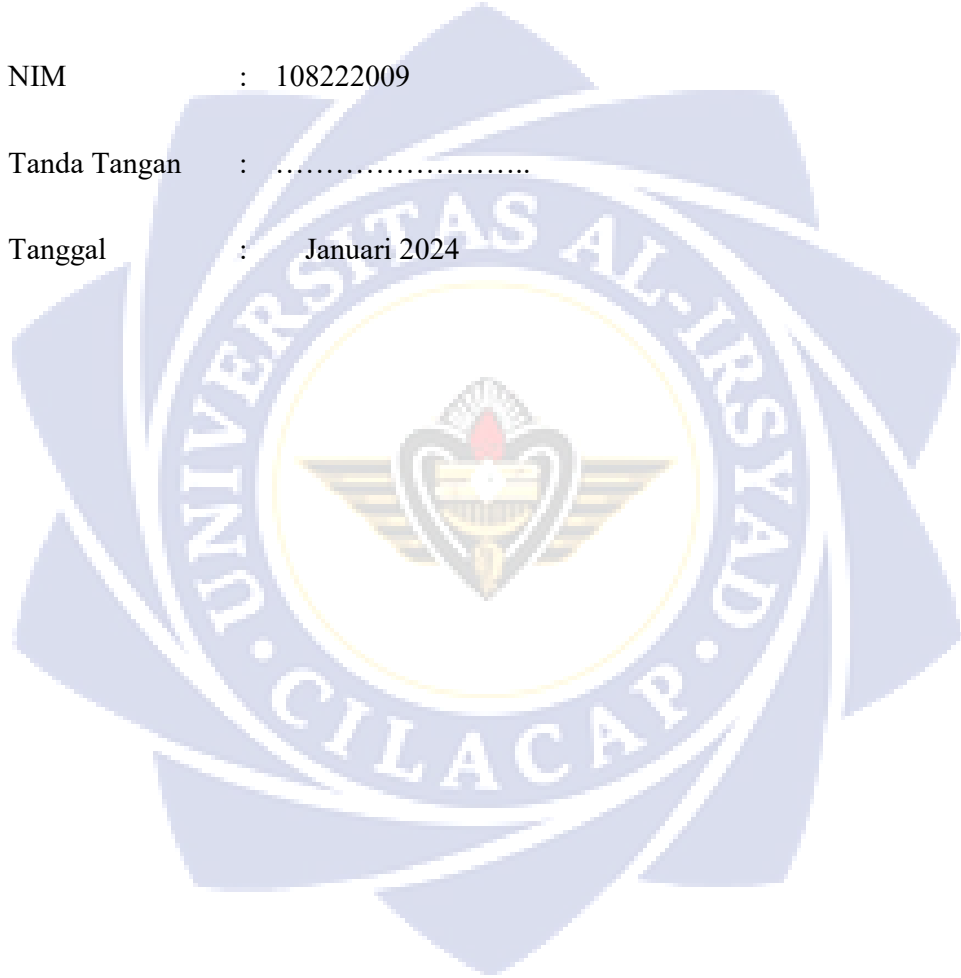 NIM : 108222009
Tanda Tangan : ……………………..
Tanggal : Januari 2024
UNIVERSITAS AL-IRSYAD
• CILACAP •